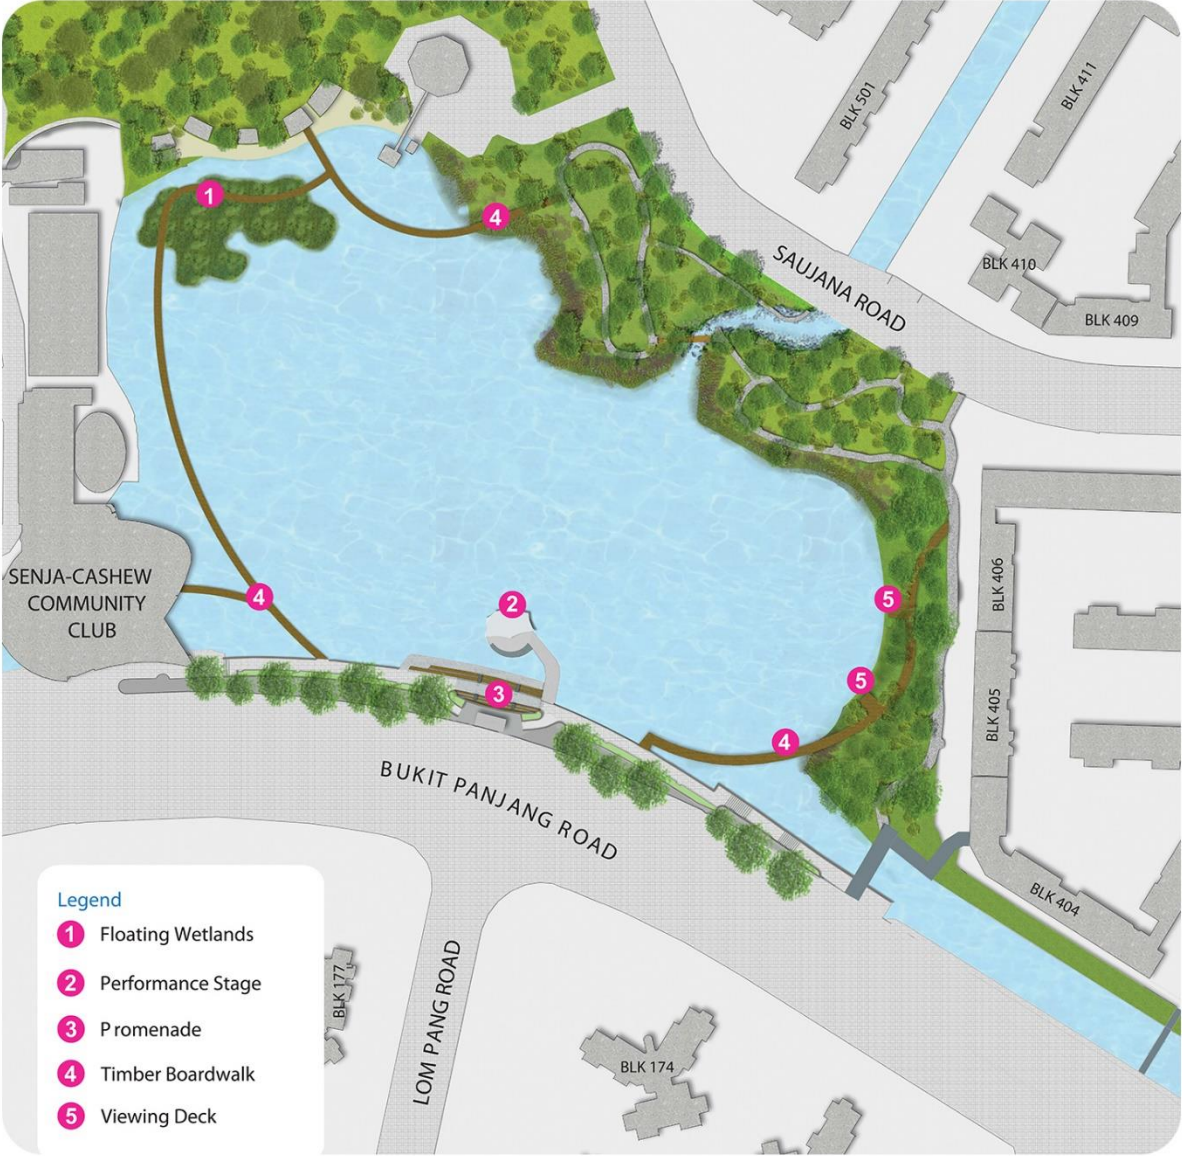 BLK 501
BLK 411
1
4
BLK 410
SAUJANA ROAD
BLK 409
SENJA-CASHEW
COMMUNITY
CLUB
4
2
5
BLK 406
5
3
BLK 405
4
BUKIT PANJANG ROAD
BLK 404
Legend
1 Floating Wetlands
2 Performance Stage
3 P romenade
4 Timber Boardwalk
5 Viewing Deck
BLK 177
LOM PANG ROAD
BLK 174